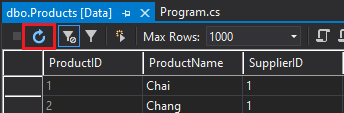 dbo.Products [Data] Program.cs
Max Rows: 1000
ProductID ProductName SupplierID
1 Chai 1
2 Chang 1